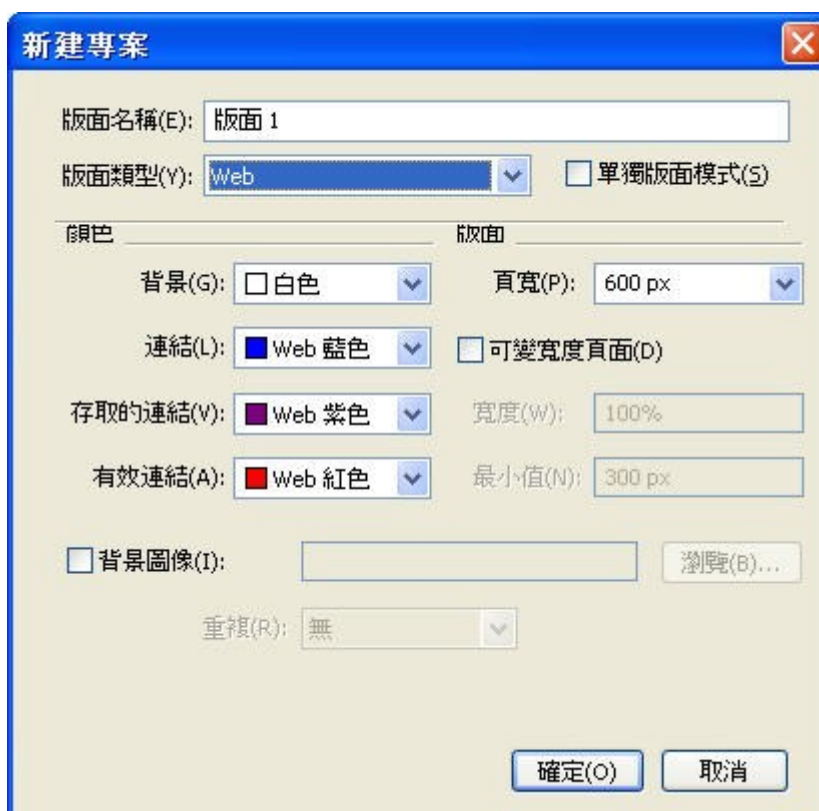 新建專案
版面名稱(E): 版面 1
版面類型(Y): Web 單獨版面模式(S)
顏色 版面
背景(G): 白色 頁寬(P): 600 px
連結(L): Web 藍色 可變寬度頁面(D)
存取的連結(V): Web 紫色 寬度(W): 100%
有效連結(A): Web 紅色 最小值(N): 300 px
背景圖像(I): 瀏覽(B)...
重複(R): 無
確定(O) 取消